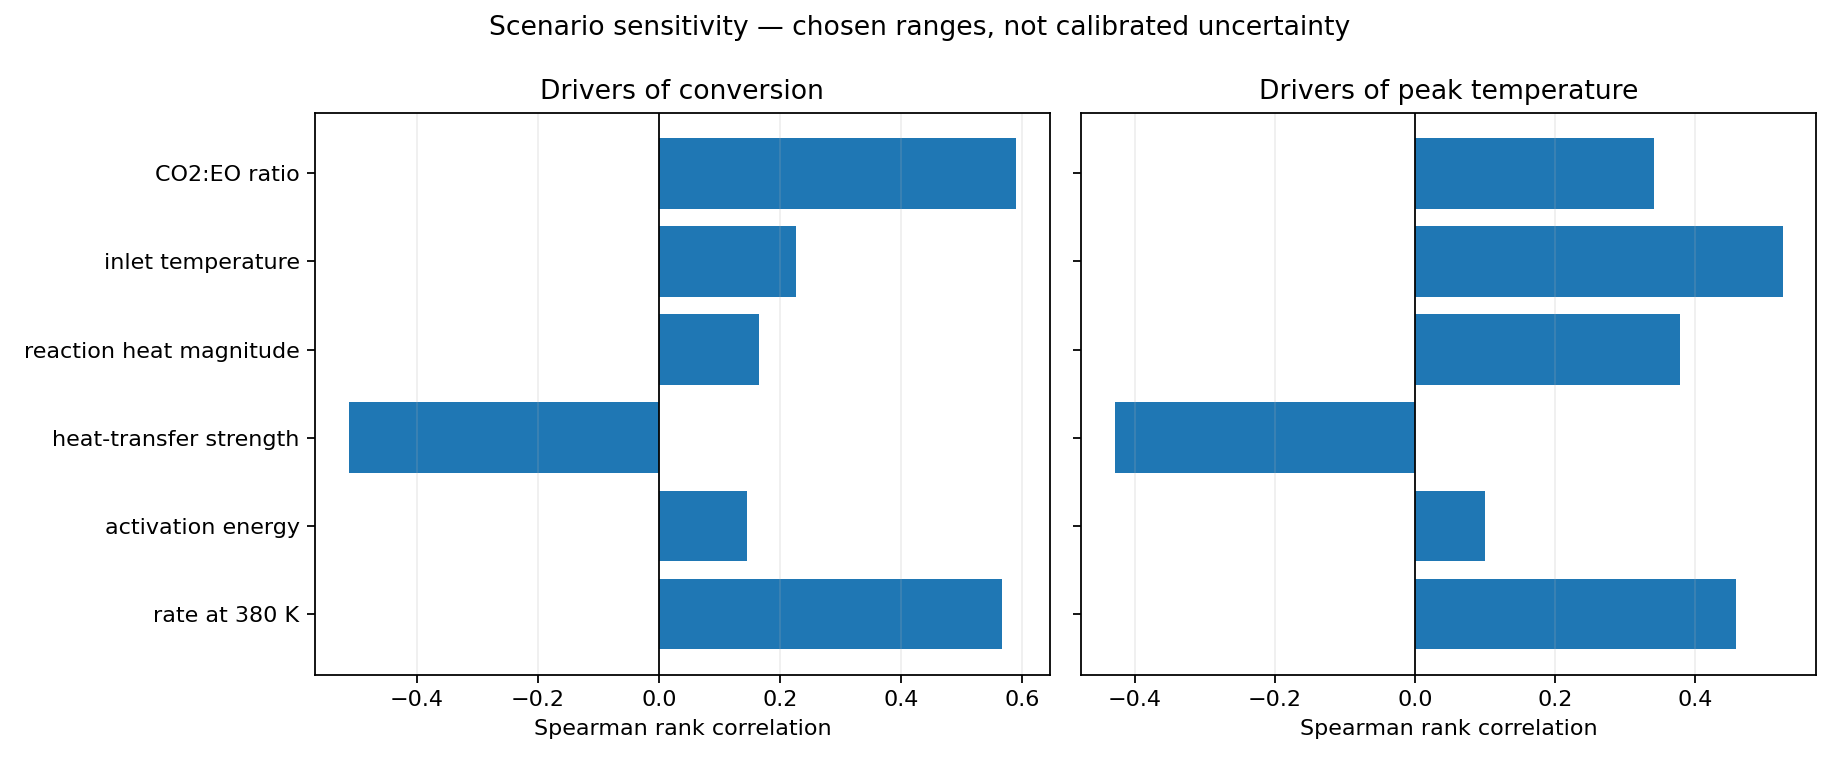 Scenario sensitivity — chosen ranges, not calibrated uncertainty
Drivers of conversion
CO2:EO ratio
inlet temperature
reaction heat magnitude
heat-transfer strength
activation energy
rate at 380 K
−0.4 −0.2 0.0 0.2 0.4 0.6
Spearman rank correlation
Drivers of peak temperature
−0.4 −0.2 0.0 0.2 0.4
Spearman rank correlation